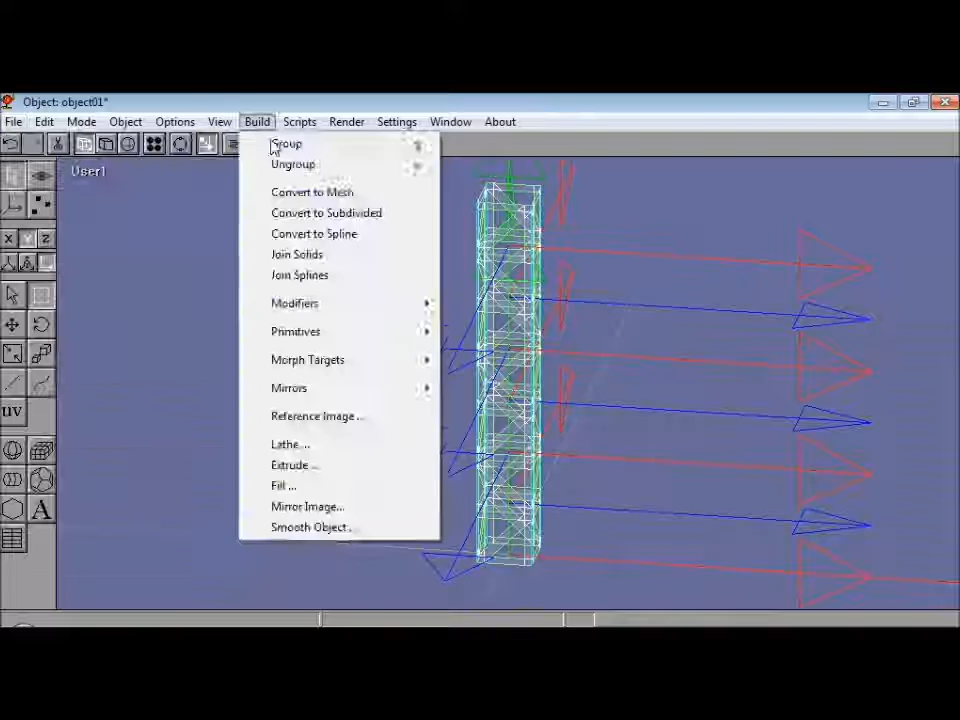 Object: object01*
File Edit Mode Object Options View Build Scripts Render Settings Window About
User1
Group
Ungroup
Convert to Mesh
Convert to Subdivided
Convert to Spline
Join Solids
Join Splines
Modifiers
Primitives
Morph Targets
Mirrors
Reference Image...
Lathe...
Extrude...
Fill ...
Mirror Image...
Smooth Object...
X Y Z
UV
A